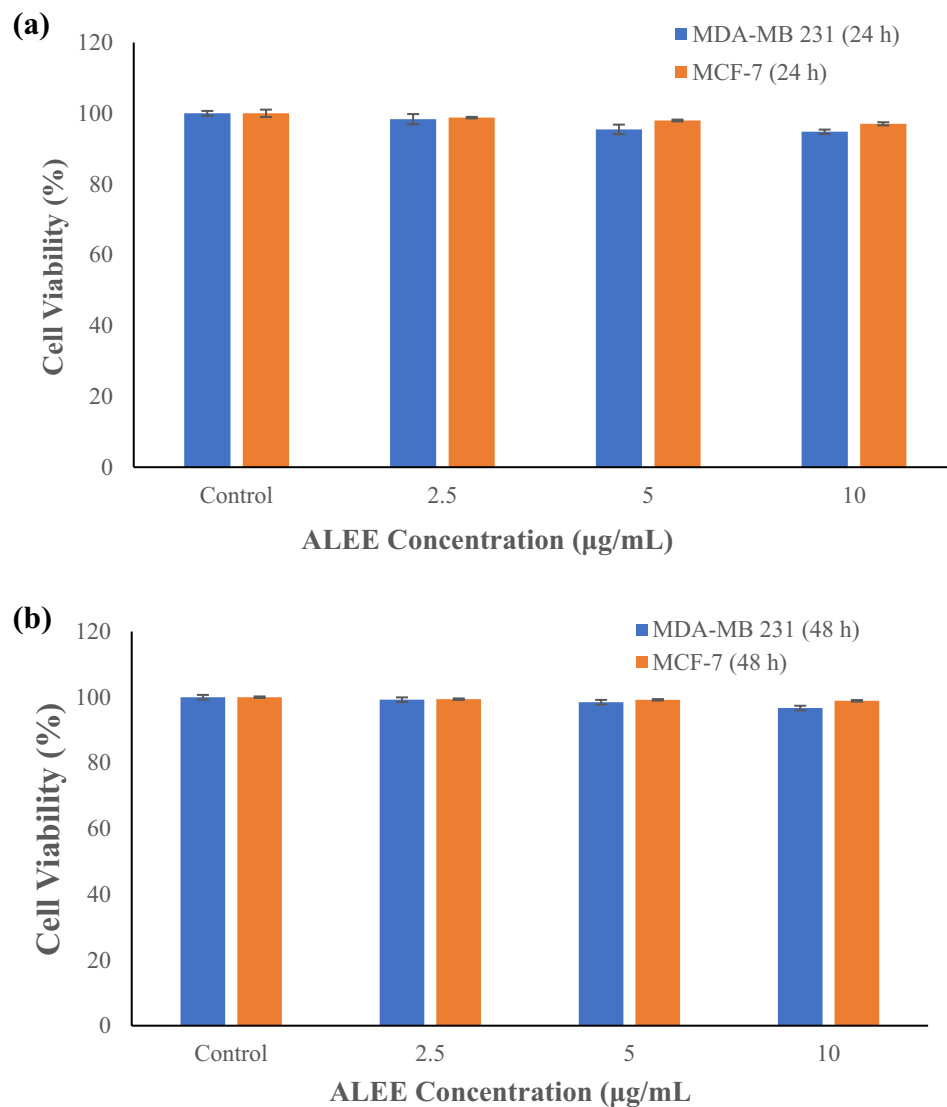 (a)
MDA-MB 231 (24 h)
MCF-7 (24 h)
120
100
80
60
40
20
0
Cell Viability (%)
Control 2.5 5 10
ALEE Concentration (µg/mL)
(b)
MDA-MB 231 (48 h)
MCF-7 (48 h)
120
100
80
60
40
20
0
Cell Viability (%)
Control 2.5 5 10
ALEE Concentration (µg/mL